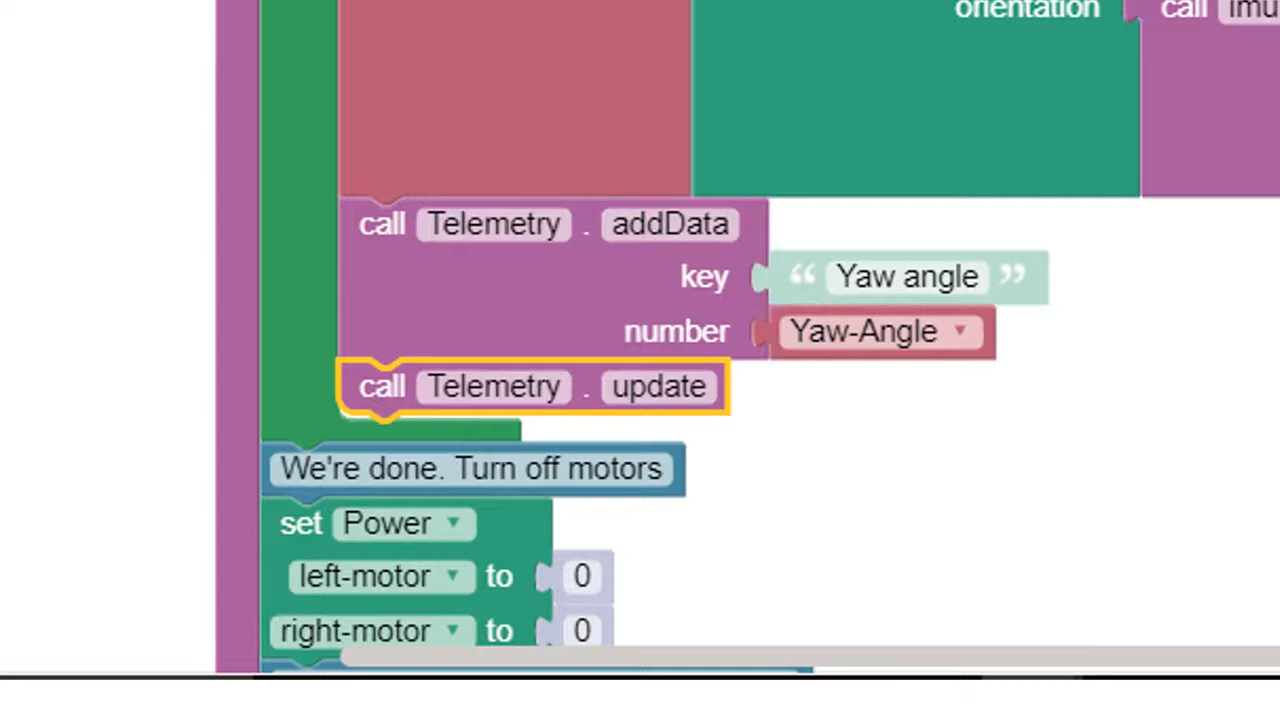 orientation call imu
call Telemetry . addData
key “ Yaw angle ”
number Yaw-Angle
call Telemetry . update
We're done. Turn off motors
set Power
left-motor to 0
right-motor to 0